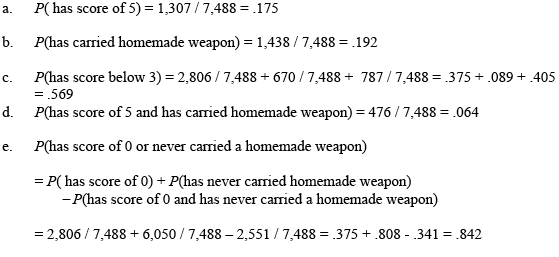 a. P( has score of 5) = 1,307 / 7,488 = .175
b. P(has carried homemade weapon) = 1,438 / 7,488 = .192
c. P(has score below 3) = 2,806 / 7,488 + 670 / 7,488 + 787 / 7,488 = .375 + .089 + .405
= .569
d. P(has score of 5 and has carried homemade weapon) = 476 / 7,488 = .064
e. P(has score of 0 or never carried a homemade weapon)
= P( has score of 0) + P(has never carried homemade weapon)
– P(has score of 0 and has never carried a homemade weapon)
= 2,806 / 7,488 + 6,050 / 7,488 – 2,551 / 7,488 = .375 + .808 - .341 = .842